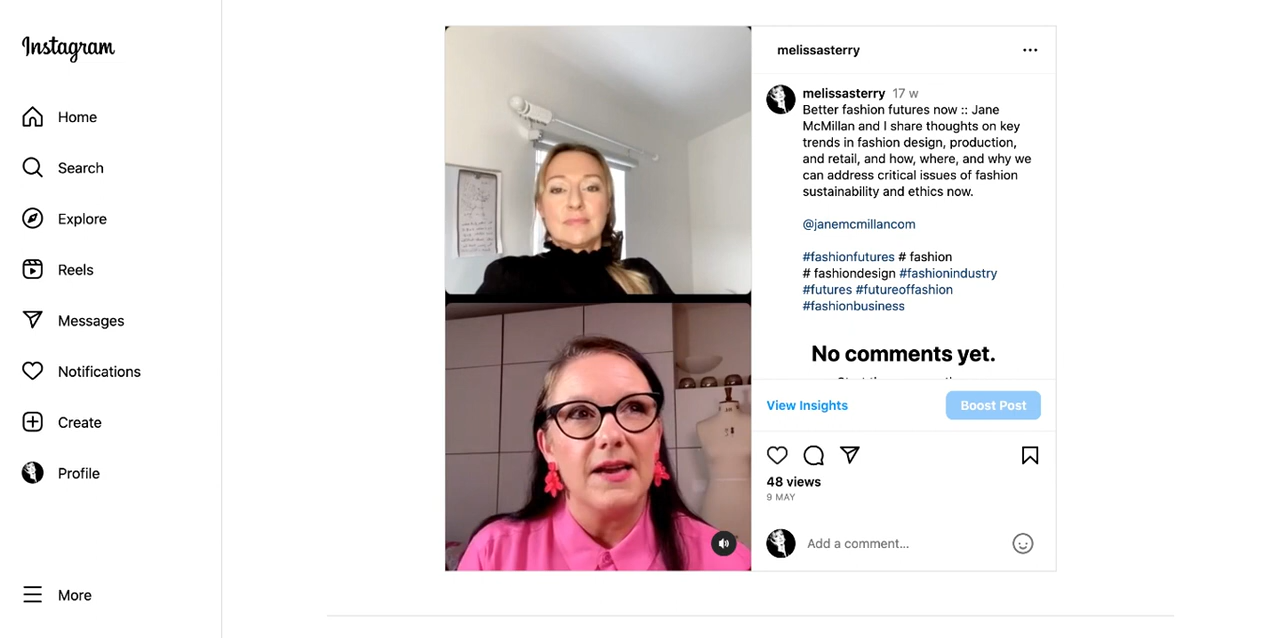 Instagram
Home
Search
Explore
Reels
Messages
Notifications
Create
Profile
More
melissasterry
melissasterry 17 w
Better fashion futures now :: Jane
McMillan and I share thoughts on key
trends in fashion design, production,
and retail, and how, where, and why we
can address critical issues of fashion
sustainability and ethics now.
@janemcmillancom
#fashionfutures # fashion
# fashiondesign #fashionindustry
#futures #futureoffashion
#fashionbusiness
No comments yet.
View Insights
Boost Post
48 views
9 MAY
Add a comment...